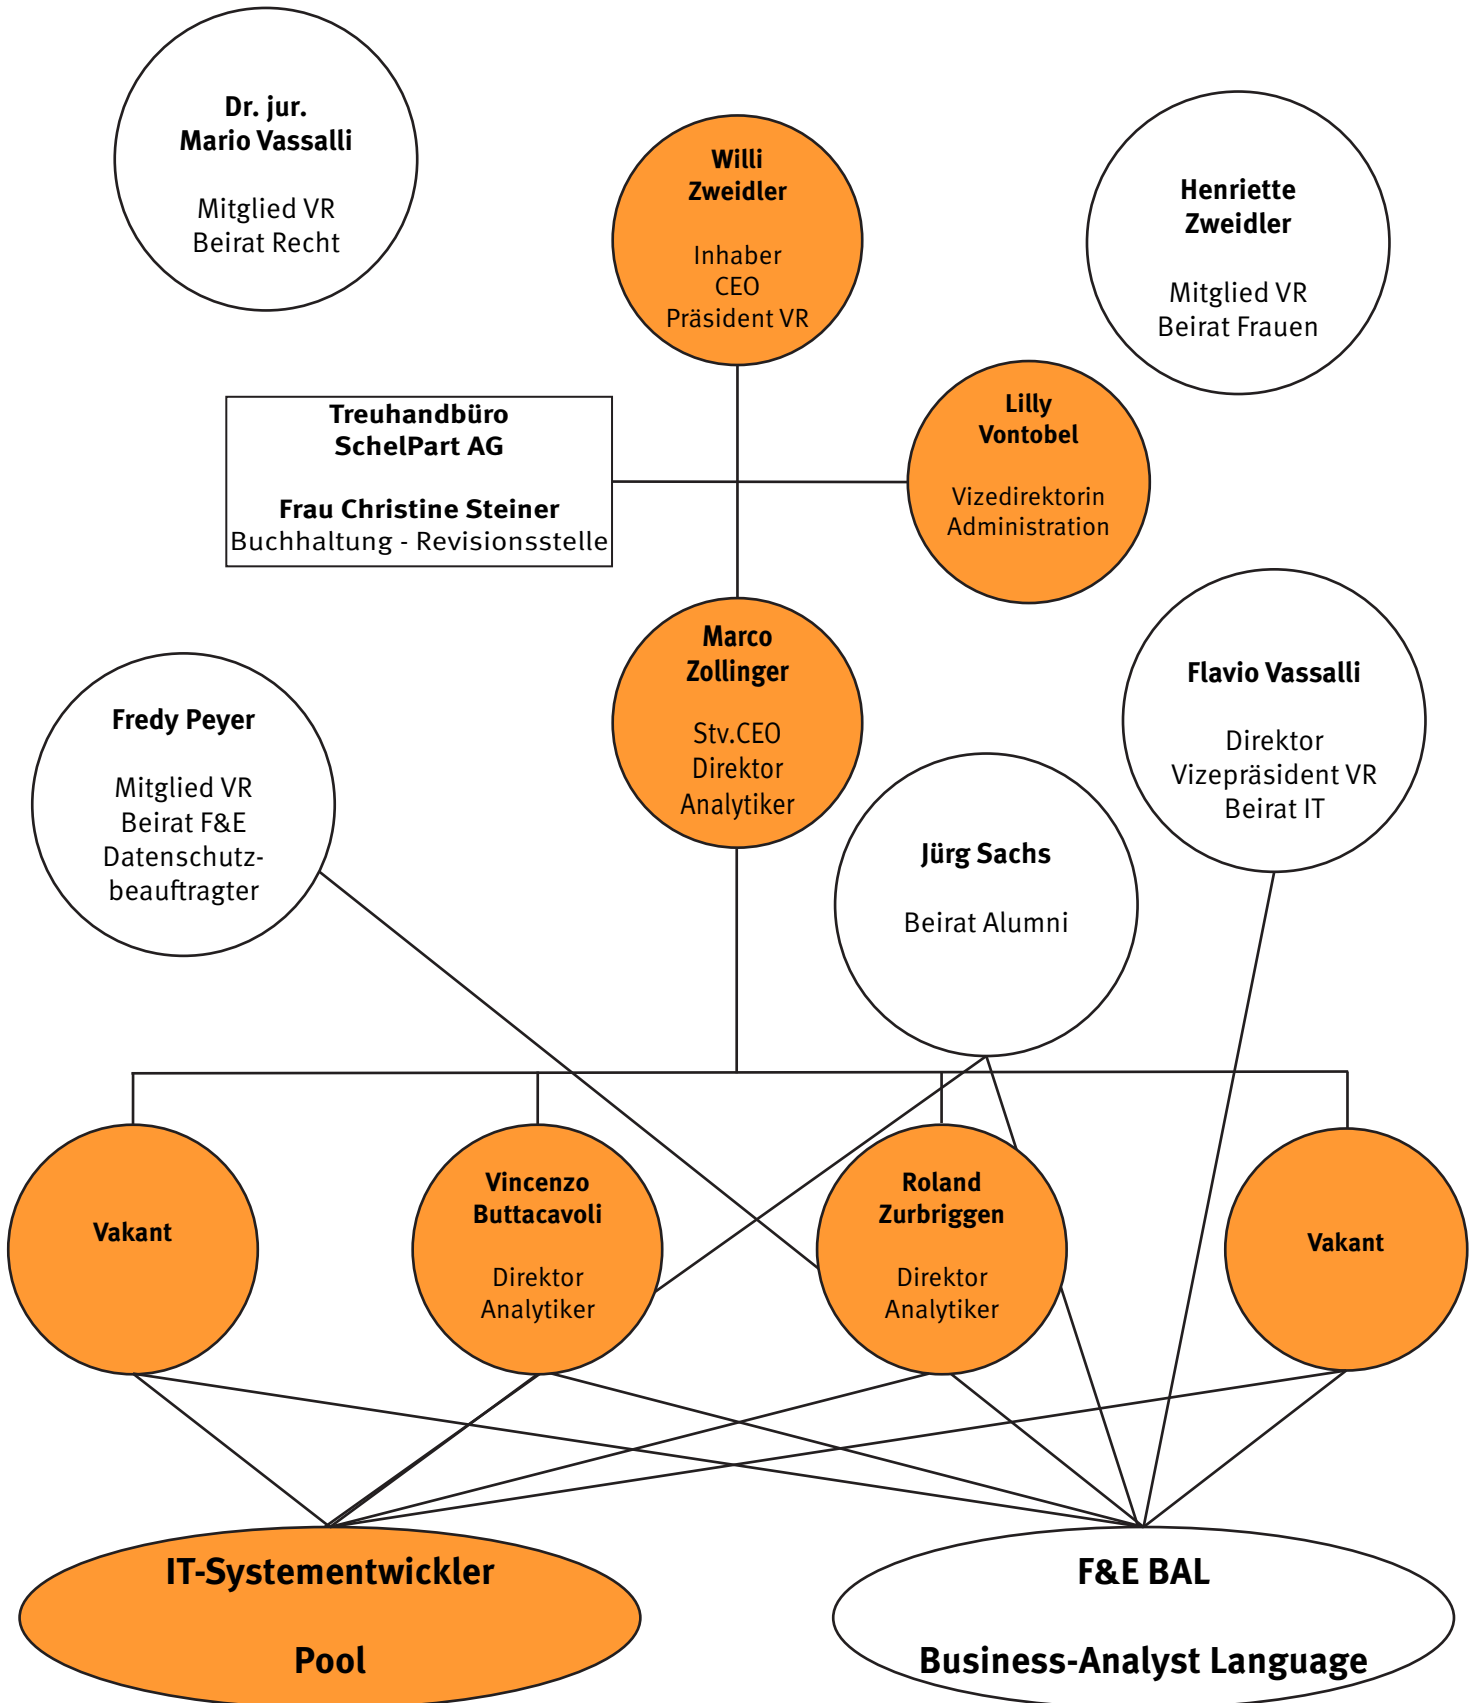 Dr. jur.
Mario Vassalli
Mitglied VR
Beirat Recht
Willi
Zweidler
Inhaber
CEO
Präsident VR
Henriette
Zweidler
Mitglied VR
Beirat Frauen
Treuhandbüro
SchelPart AG
Frau Christine Steiner
Buchhaltung - Revisionsstelle
Lilly
Vontobel
Vizedirektorin
Administration
Marco
Zollinger
Stv.CEO
Direktor
Analytiker
Fredy Peyer
Mitglied VR
Beirat F&E
Datenschutz-
beauftragter
Jürg Sachs
Beirat Alumni
Flavio Vassalli
Direktor
Vizepräsident VR
Beirat IT
Vakant
Vincenzo
Buttacavoli
Direktor
Analytiker
Roland
Zurbriggen
Direktor
Analytiker
Vakant
IT-Systementwickler
Pool
F&E BAL
Business-Analyst Language